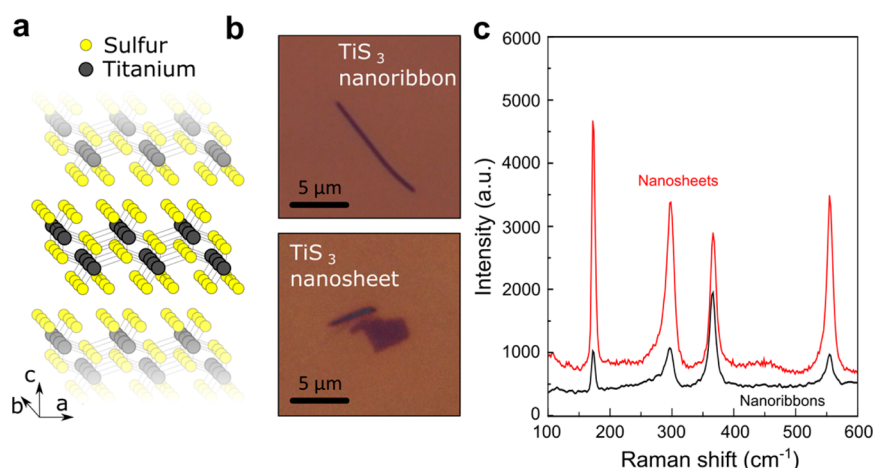 a
Sulfur
Titanium
c
b
a
b
TiS 3
nanoribbon
5 μm
TiS 3
nanosheet
5 μm
c
6000
5000
4000
3000
2000
1000
0
Intensity (a.u.)
Nanosheets
Nanoribbons
100 200 300 400 500 600
Raman shift (cm-1)